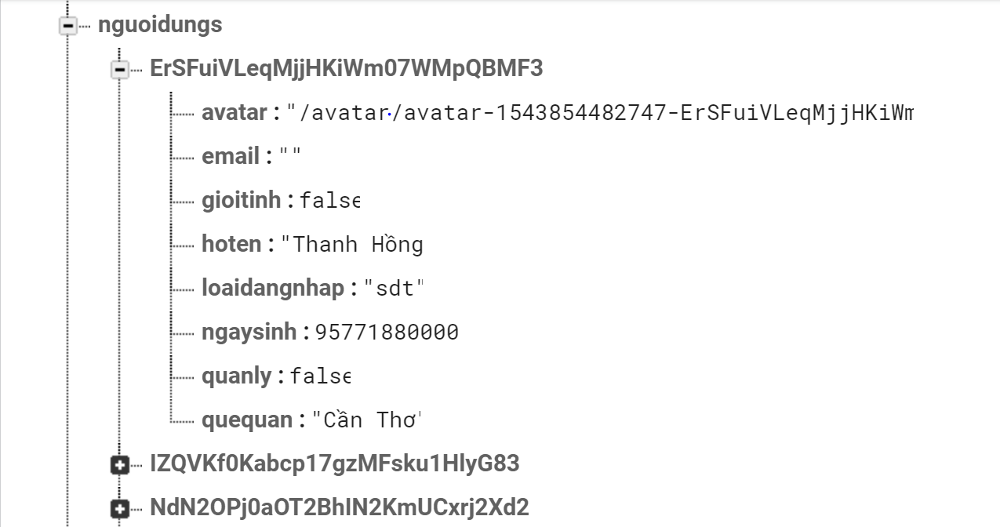 nguoidungs
ErSFuiVLeqMjjHKiWm07WMpQBMF3
avatar : "/avatar/avatar-1543854482747-ErSFuiVLeqMjjHKiWm
email : ""
gioitinh : false
hoten : "Thanh Hồng
loaidangnhap : "sdt"
ngaysinh : 95771880000
quanly : false
quequan : "Cần Thơ"
IZQVKf0Kabcp17gzMFsku1HlyG83
NdN2OPj0aOT2BhIN2KmUCxrj2Xd2